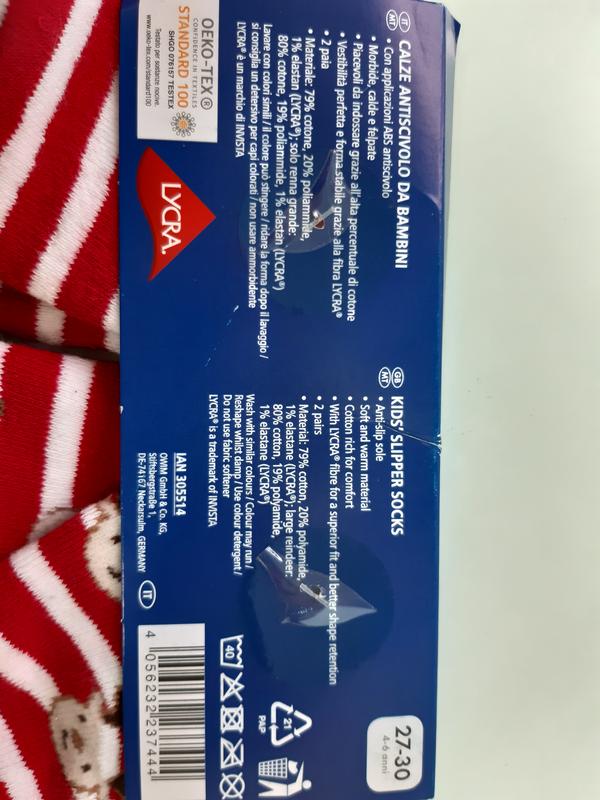 IT MT CALZE ANTISCIVOLO DA BAMBINI
• Con applicazioni ABS antiscivolo
• Morbide, calde e felpate
• Piacevoli da indossare grazie all'alta percentuale di cotone
• Vestibilità perfetta e forma stabile grazie alla fibra LYCRA®
• 2 paia
• Materiale: 79% cotone, 20% poliammide,
1% elastan (LYCRA®); solo renna grande:
80% cotone, 19% poliammide, 1% elastan (LYCRA®)
Lavare con colori simili / il colore può stingere / ridare la forma dopo il lavaggio /
si consiglia un detersivo per capi colorati / non usare ammorbidente
LYCRA® è un marchio di INVISTA
OEKO-TEX®
CONFIDENCE IN TEXTILES
STANDARD 100
SHGO 076157 TESTEX
Testato per sostanze nocive.
www.oeko-tex.com/standard100
LYCRA®
GB MT KIDS' SLIPPER SOCKS
• Anti-slip sole
• Soft and warm material
• Cotton rich for comfort
• With LYCRA® fibre for a superior fit and better shape retention
• 2 pairs
• Material: 79% cotton, 20% polyamide,
1% elastane (LYCRA®); large reindeer:
80% cotton, 19% polyamide,
1% elastane (LYCRA®)
Wash with similar colours / Colour may run /
Reshape whilst damp / Use colour detergent /
Do not use fabric softener
LYCRA® is a trademark of INVISTA
IAN 305514
OWIM GmbH & Co. KG,
Stiftsbergstraße 1,
DE-74167 Neckarsulm, GERMANY
IT
27-30
4-6 anni
21
PAP
40
4 056232 237444